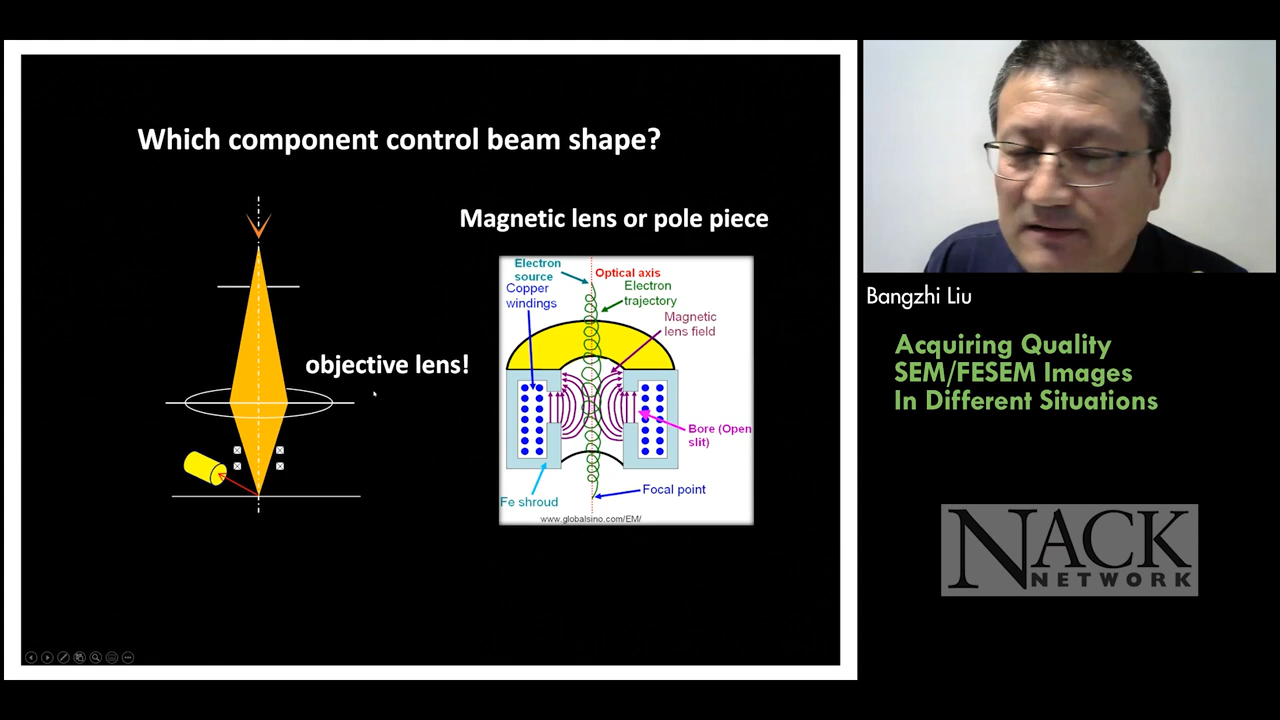 Which component control beam shape?
Magnetic lens or pole piece
objective lens!
Electron
source
Optical axis
Copper
windings
Electron
trajectory
Magnetic
lens field
Bore (Open
slit)
Focal point
Fe shroud
www.globalsino.com/EM/
Bangzhi Liu
Acquiring Quality
SEM/FESEM Images
In Different Situations
NACK
NETWORK